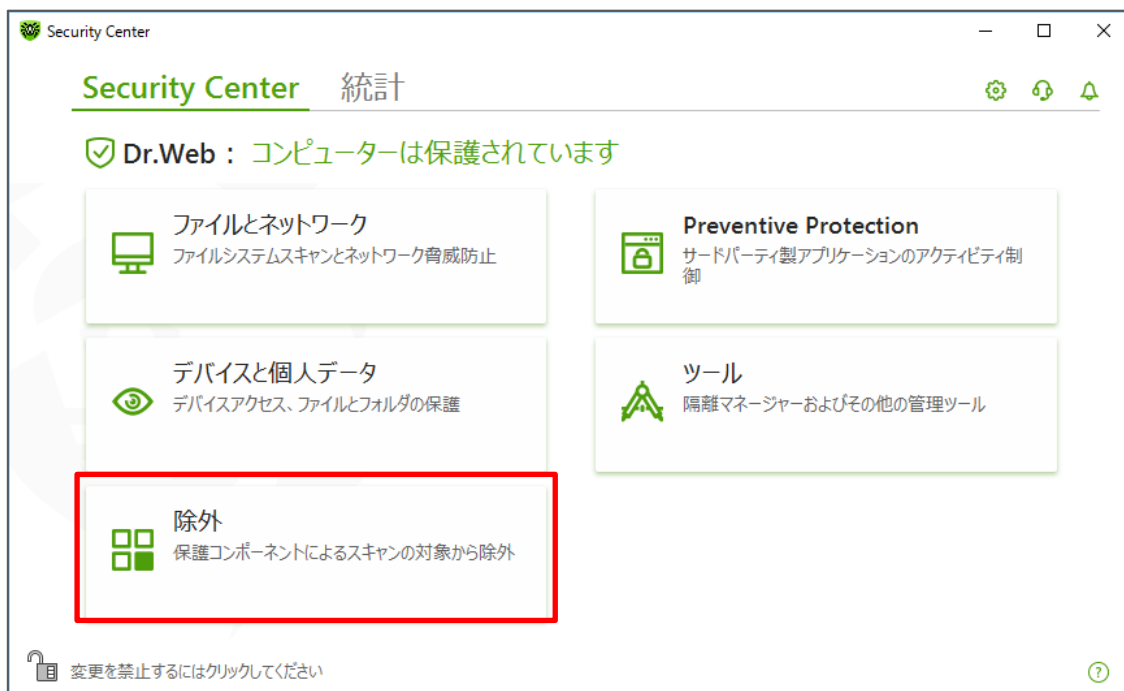 Security Center
Security Center 統計
Dr.Web： コンピューターは保護されています
ファイルとネットワーク
ファイルシステムスキャンとネットワーク脅威防止
Preventive Protection
サードパーティ製アプリケーションのアクティビティ制
御
デバイスと個人データ
デバイスアクセス、ファイルとフォルダの保護
ツール
隔離マネージャーおよびその他の管理ツール
除外
保護コンポーネントによるスキャンの対象から除外
変更を禁止するにはクリックしてください
?